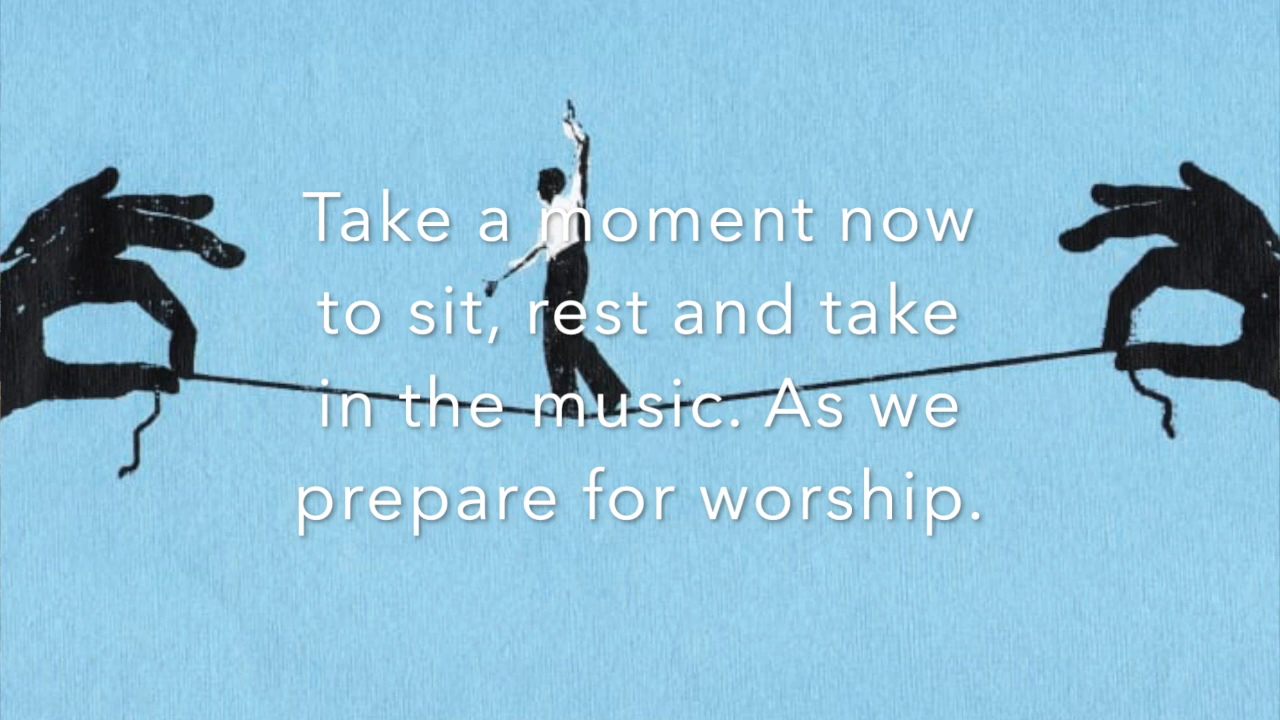 Take a moment now
to sit, rest and take
in the music. As we
prepare for worship.